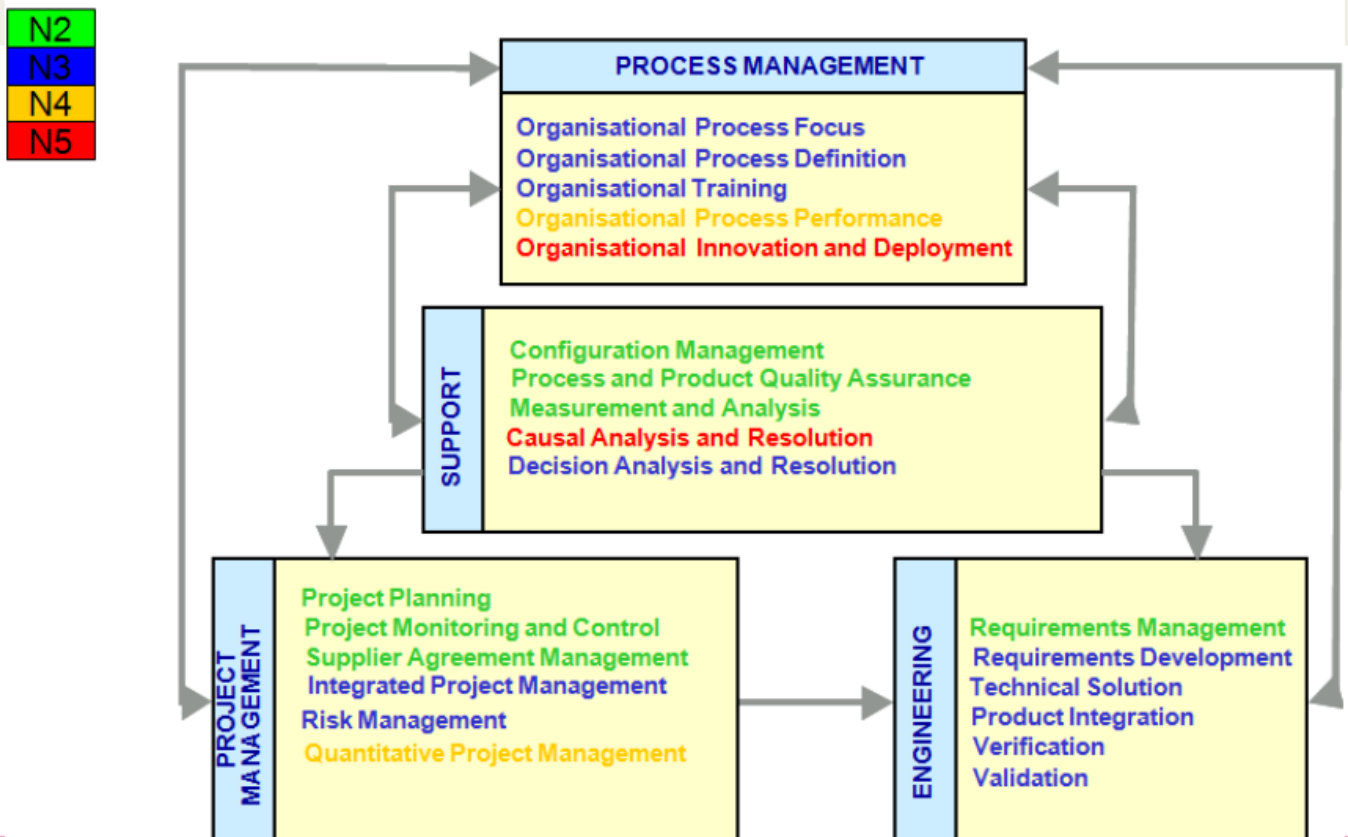 N2
N3
N4
N5
PROCESS MANAGEMENT
Organisational Process Focus
Organisational Process Definition
Organisational Training
Organisational Process Performance
Organisational Innovation and Deployment
SUPPORT
Configuration Management
Process and Product Quality Assurance
Measurement and Analysis
Causal Analysis and Resolution
Decision Analysis and Resolution
PROJECT
MANAGEMENT
Project Planning
Project Monitoring and Control
Supplier Agreement Management
Integrated Project Management
Risk Management
Quantitative Project Management
ENGINEERING
Requirements Management
Requirements Development
Technical Solution
Product Integration
Verification
Validation